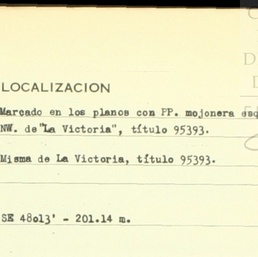 LOCALIZACION
Marcado en los planos con PP. mojonera esq
NW. de "La Victoria", título 95393.
Misma de La Victoria, título 95393.
SE 48013' - 201.14 m.